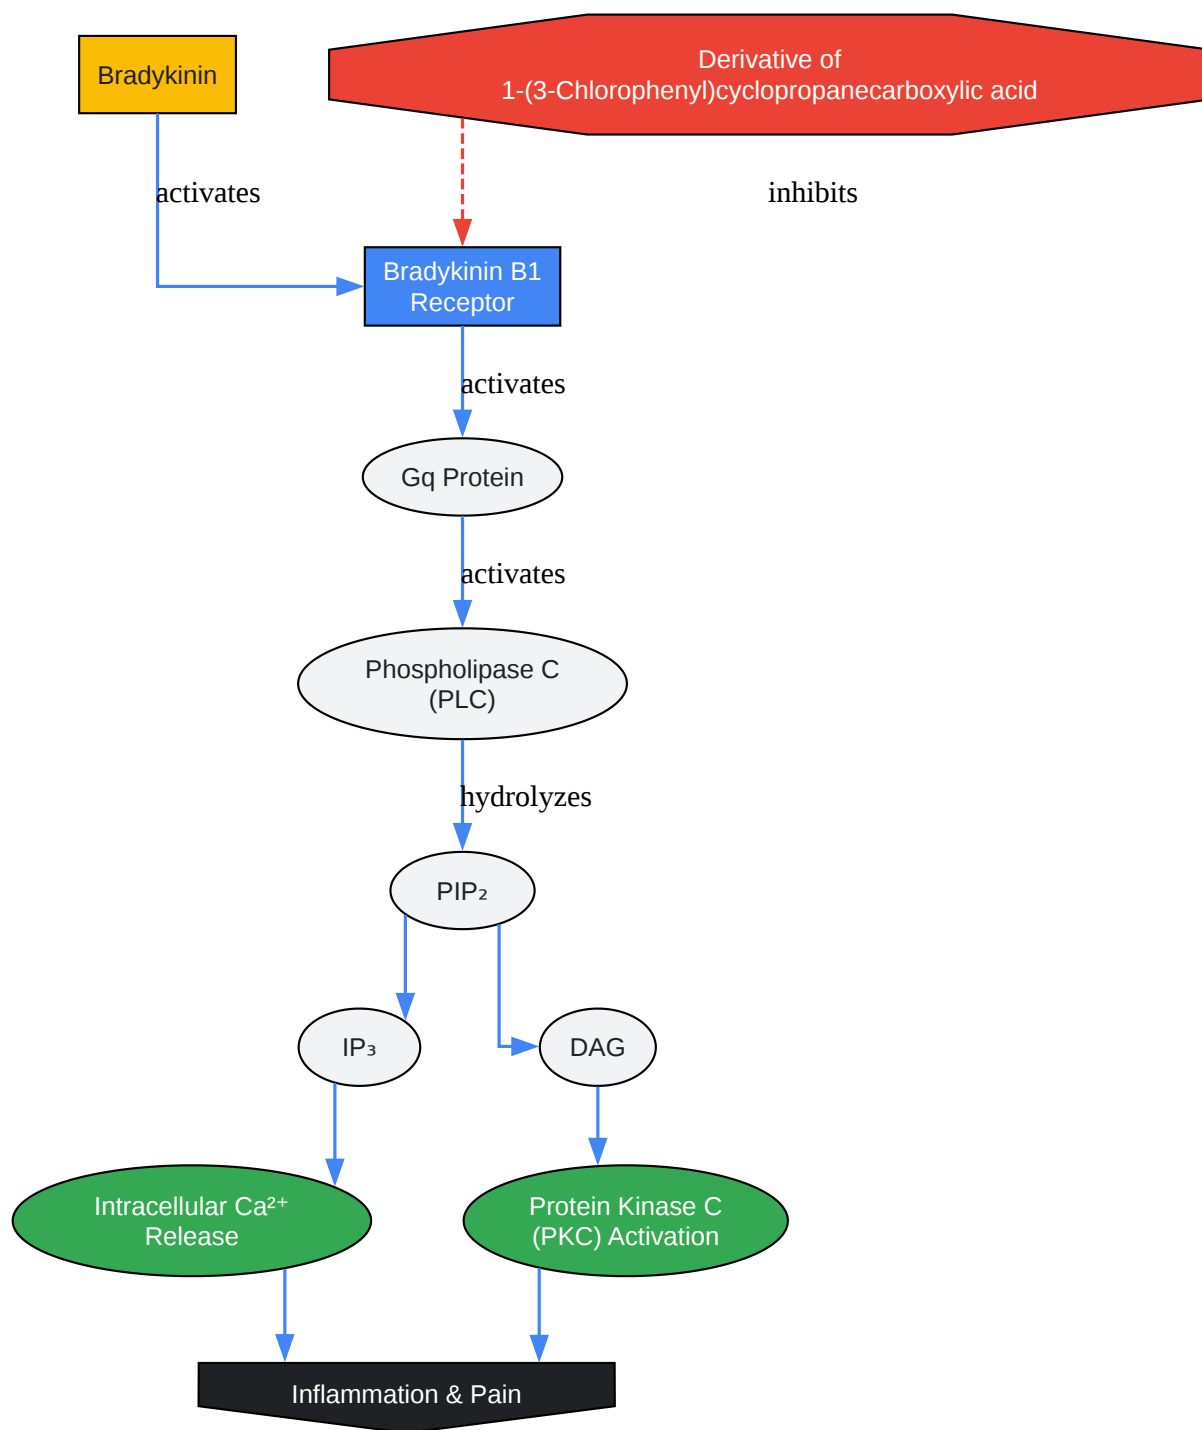 Bradykinin
Derivative of
1-(3-Chlorophenyl)cyclopropanecarboxylic acid
activates
inhibits
Bradykinin B1
Receptor
activates
Gq Protein
activates
Phospholipase C
(PLC)
hydrolyzes
PIP₂
IP₃
DAG
Intracellular Ca²⁺
Release
Protein Kinase C
(PKC) Activation
Inflammation & Pain